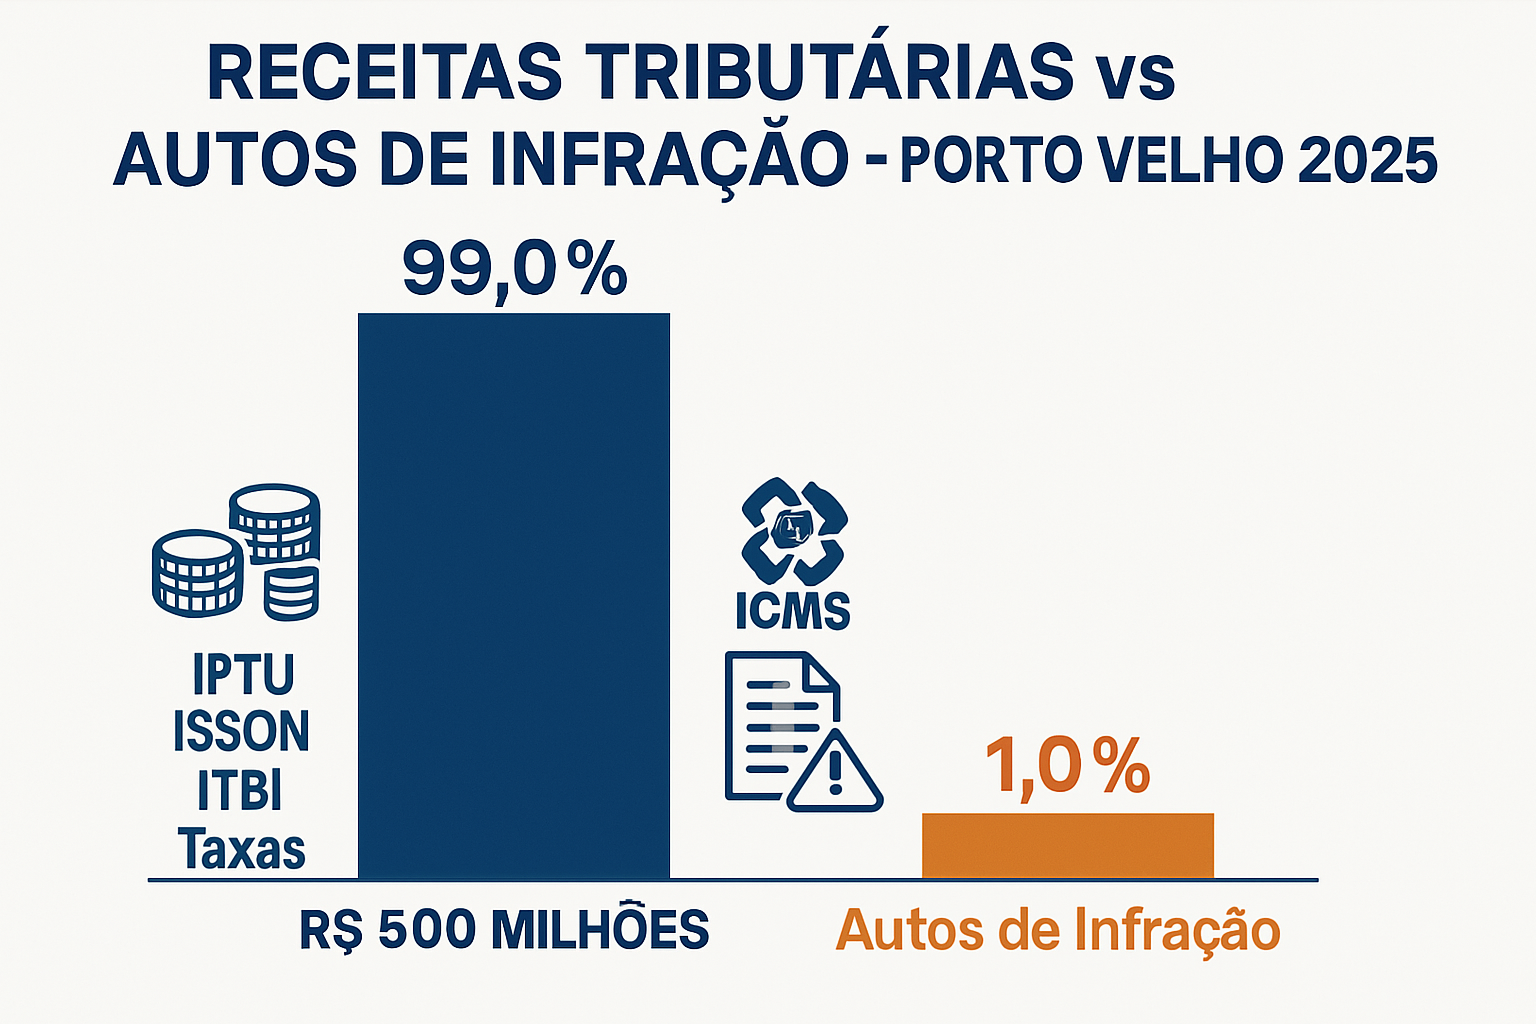 RECEITAS TRIBUTÁRIAS vs
AUTOS DE INFRAÇÃO - PORTO VELHO 2025
99,0%
ICMS
IPTU
ISSON
ITBI
Taxas
1,0%
R$ 500 MILHÕES
Autos de Infração